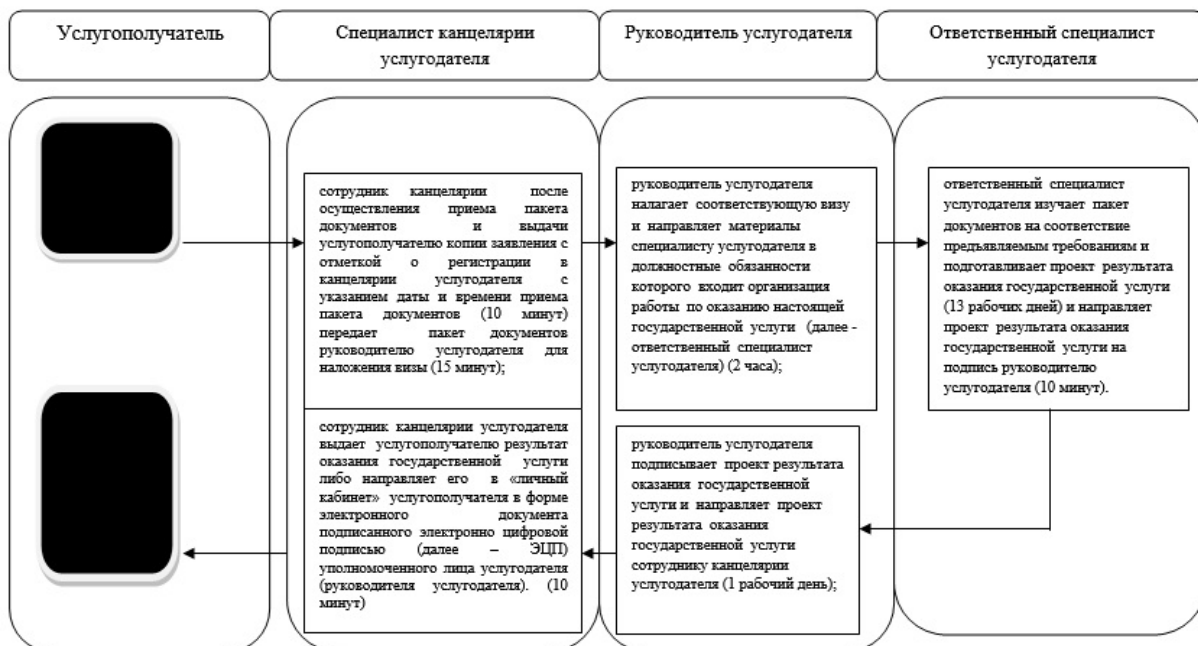 Услугополучатель
Специалист канцелярии
услугодателя
Руководитель услугодателя
Ответственный специалист
услугодателя
сотрудник канцелярии после
осуществления приема пакета
документов и выдачи
услугополучателю копии заявления с
отметкой о регистрации в
канцелярии услугодателя с
указанием даты и времени приема
пакета документов (10 минут)
передает пакет документов
руководителю услугодателя для
наложения визы (15 минут);
руководитель услугодателя
налагает соответствующую визу
и направляет материалы
специалисту услугодателя в
должностные обязанности
которого входит организация
работы по оказанию настоящей
государственной услуги (далее -
ответственный специалист
услугодателя) (2 часа);
ответственный специалист
услугодателя изучает пакет
документов на соответствие
предъявляемым требованиям и
подготавливает проект результата
оказания государственной услуги
(13 рабочих дней) и направляет
проект результата оказания
государственной услуги на
подпись руководителю
услугодателя (10 минут).
сотрудник канцелярии услугодателя
выдает услугополучателю результат
оказания государственной услуги
либо направляет его в «личный
кабинет» услугополучателя в форме
электронного документа
подписанного электронно цифровой
подписью (далее – ЭЦП)
уполномоченного лица услугодателя
(руководителя услугодателя). (10
минут)
руководитель услугодателя
подписывает проект результата
оказания государственной
услуги и направляет проект
результата оказания
государственной услуги
сотруднику канцелярии
услугодателя (1 рабочий день);